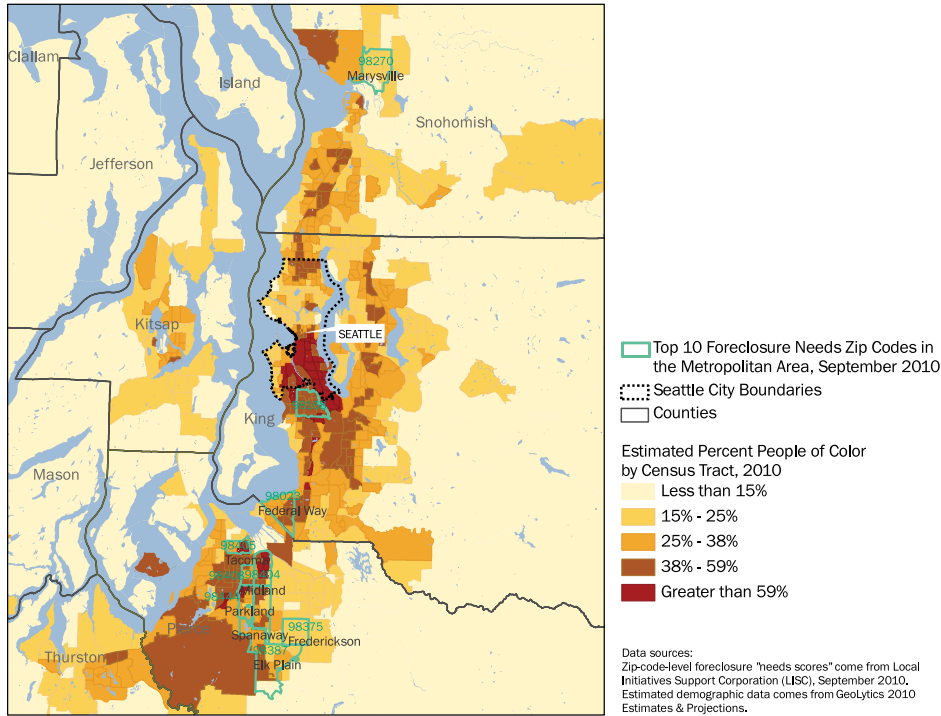 Clallam
98270
Marysville
Island
Snohomish
Jefferson
Kitsap
SEATTLE
King
Mason
Federal Way
Tacoma
Midland
Parkland
Pierce
Spanaway
98375
Frederickson
98387
Elk Plain
Thurston
Top 10 Foreclosure Needs Zip Codes in
the Metropolitan Area, September 2010
Seattle City Boundaries
Counties
Estimated Percent People of Color
by Census Tract, 2010
Less than 15%
15% - 25%
25% - 38%
38% - 59%
Greater than 59%
Data sources:
Zip-code-level foreclosure "needs scores" come from Local
Initiatives Support Corporation (LISC), September 2010.
Estimated demographic data comes from GeoLytics 2010
Estimates & Projections.